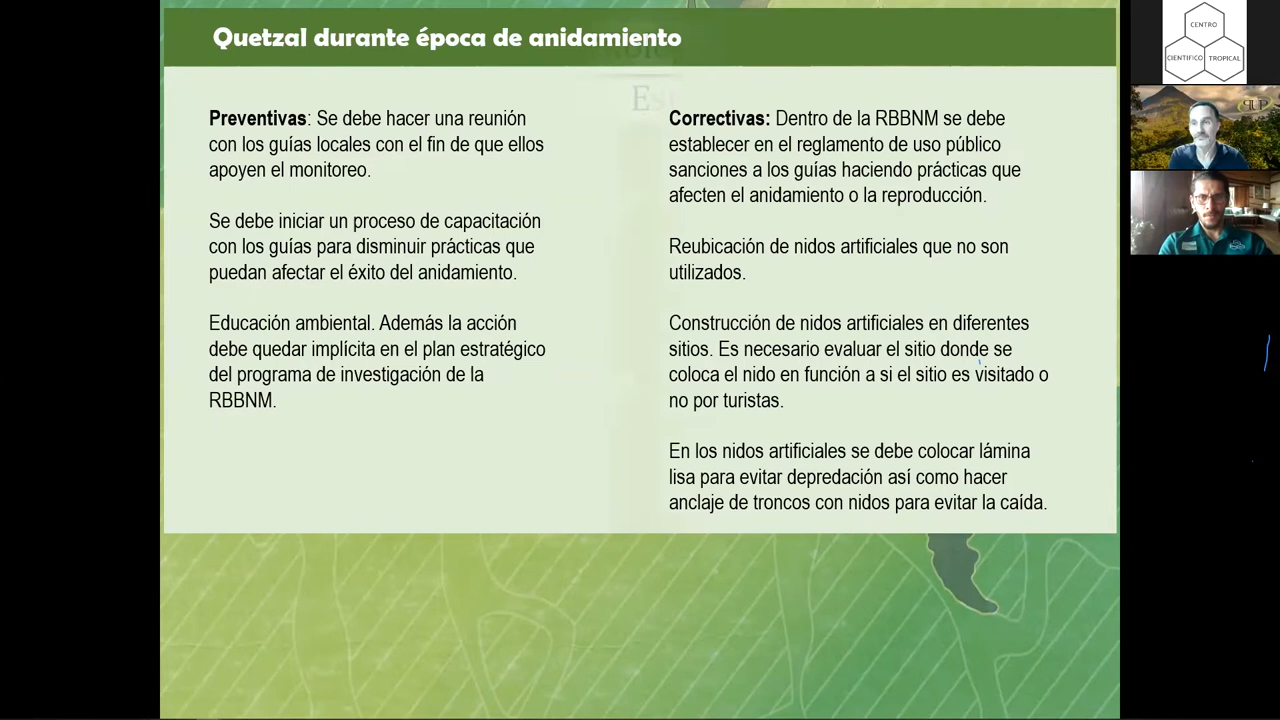 Quetzal durante época de anidamiento
Preventivas: Se debe hacer una reunión
con los guías locales con el fin de que ellos
apoyen el monitoreo.
Se debe iniciar un proceso de capacitación
con los guías para disminuir prácticas que
puedan afectar el éxito del anidamiento.
Educación ambiental. Además la acción
debe quedar implícita en el plan estratégico
del programa de investigación de la
RBBNM.
Correctivas: Dentro de la RBBNM se debe
establecer en el reglamento de uso público
sanciones a los guías haciendo prácticas que
afecten el anidamiento o la reproducción.
Reubicación de nidos artificiales que no son
utilizados.
Construcción de nidos artificiales en diferentes
sitios. Es necesario evaluar el sitio donde se
coloca el nido en función a si el sitio es visitado o
no por turistas.
En los nidos artificiales se debe colocar lámina
lisa para evitar depredación así como hacer
anclaje de troncos con nidos para evitar la caída.
CENTRO
CIENTIFICO TROPICAL